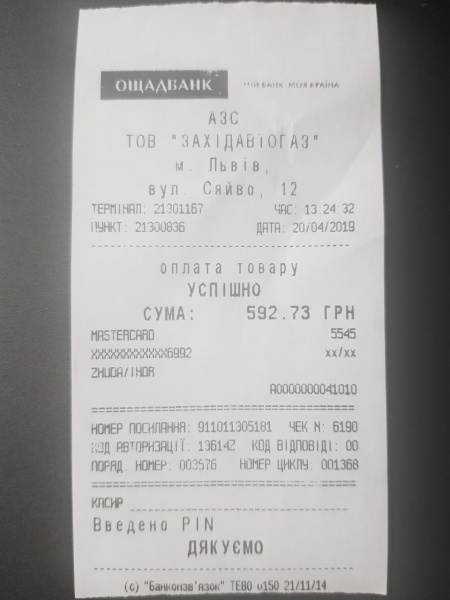 ОЩАДБАНК МІЙ БАНК. МОЯ КРАЇНА
АЗС
ТОВ "ЗАХІДАВТОГАЗ"
м. Львів,
вул. Сяйво, 12
ТЕРМІНАЛ: 21301167 ЧАС: 13:24:32
ПУНКТ: 21300836 ДАТА: 20/04/2019
оплата товару
УСПІШНО
СУМА: 592.73 ГРН
MASTERCARD 5545
XXXXXXXXXXXX6992 xx/xx
ZHUDA/IHOR
A0000000041010
НОМЕР ПОСИЛАННЯ: 911011305181 ЧЕК N: 6190
КОД АВТОРИЗАЦІЇ: 136142 КОД ВІДПОВІДІ: 00
ПОРЯД. НОМЕР: 003576 НОМЕР ЦИКЛУ: 001368
КАСИР
Введено PIN
ДЯКУЄМО
(c) "Банкозв'язок" ТЕВО v150 21/11/14